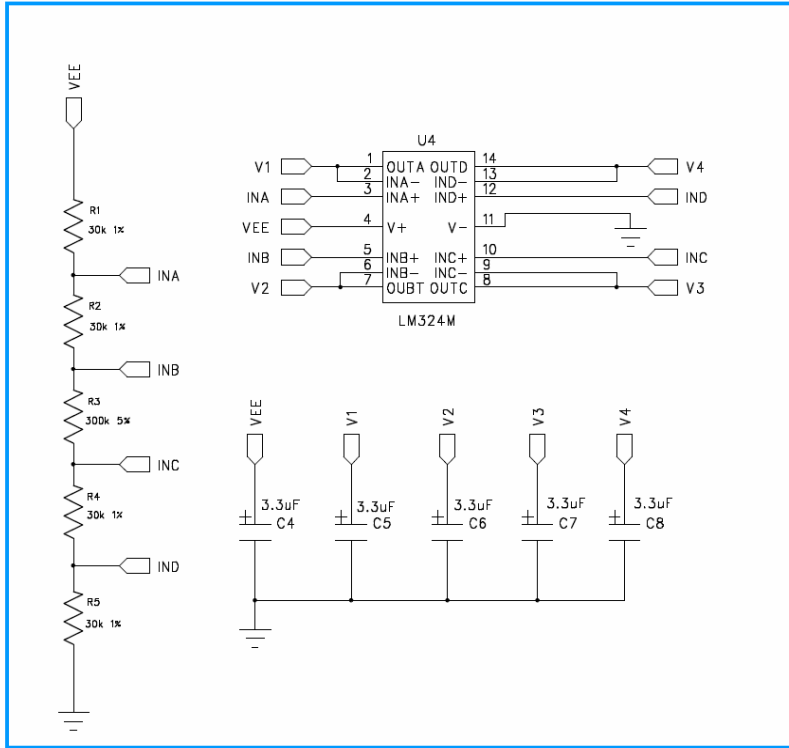 VEE
R1
30k 1%
INA
R2
30k 1%
INB
R3
300k 5%
INC
R4
30k 1%
IND
R5
30k 1%
U4
V1 1 OUTA OUTD 14 V4
2 INA- IND- 13
INA 3 INA+ IND+ 12 IND
VEE 4 V+ V- 11
INB 5 INB+ INC+ 10 INC
6 INB- INC- 9
V2 7 OUBT OUTC 8 V3
LM324M
VEE V1 V2 V3 V4
3.3uF 3.3uF 3.3uF 3.3uF 3.3uF
+ C4 + C5 + C6 + C7 + C8